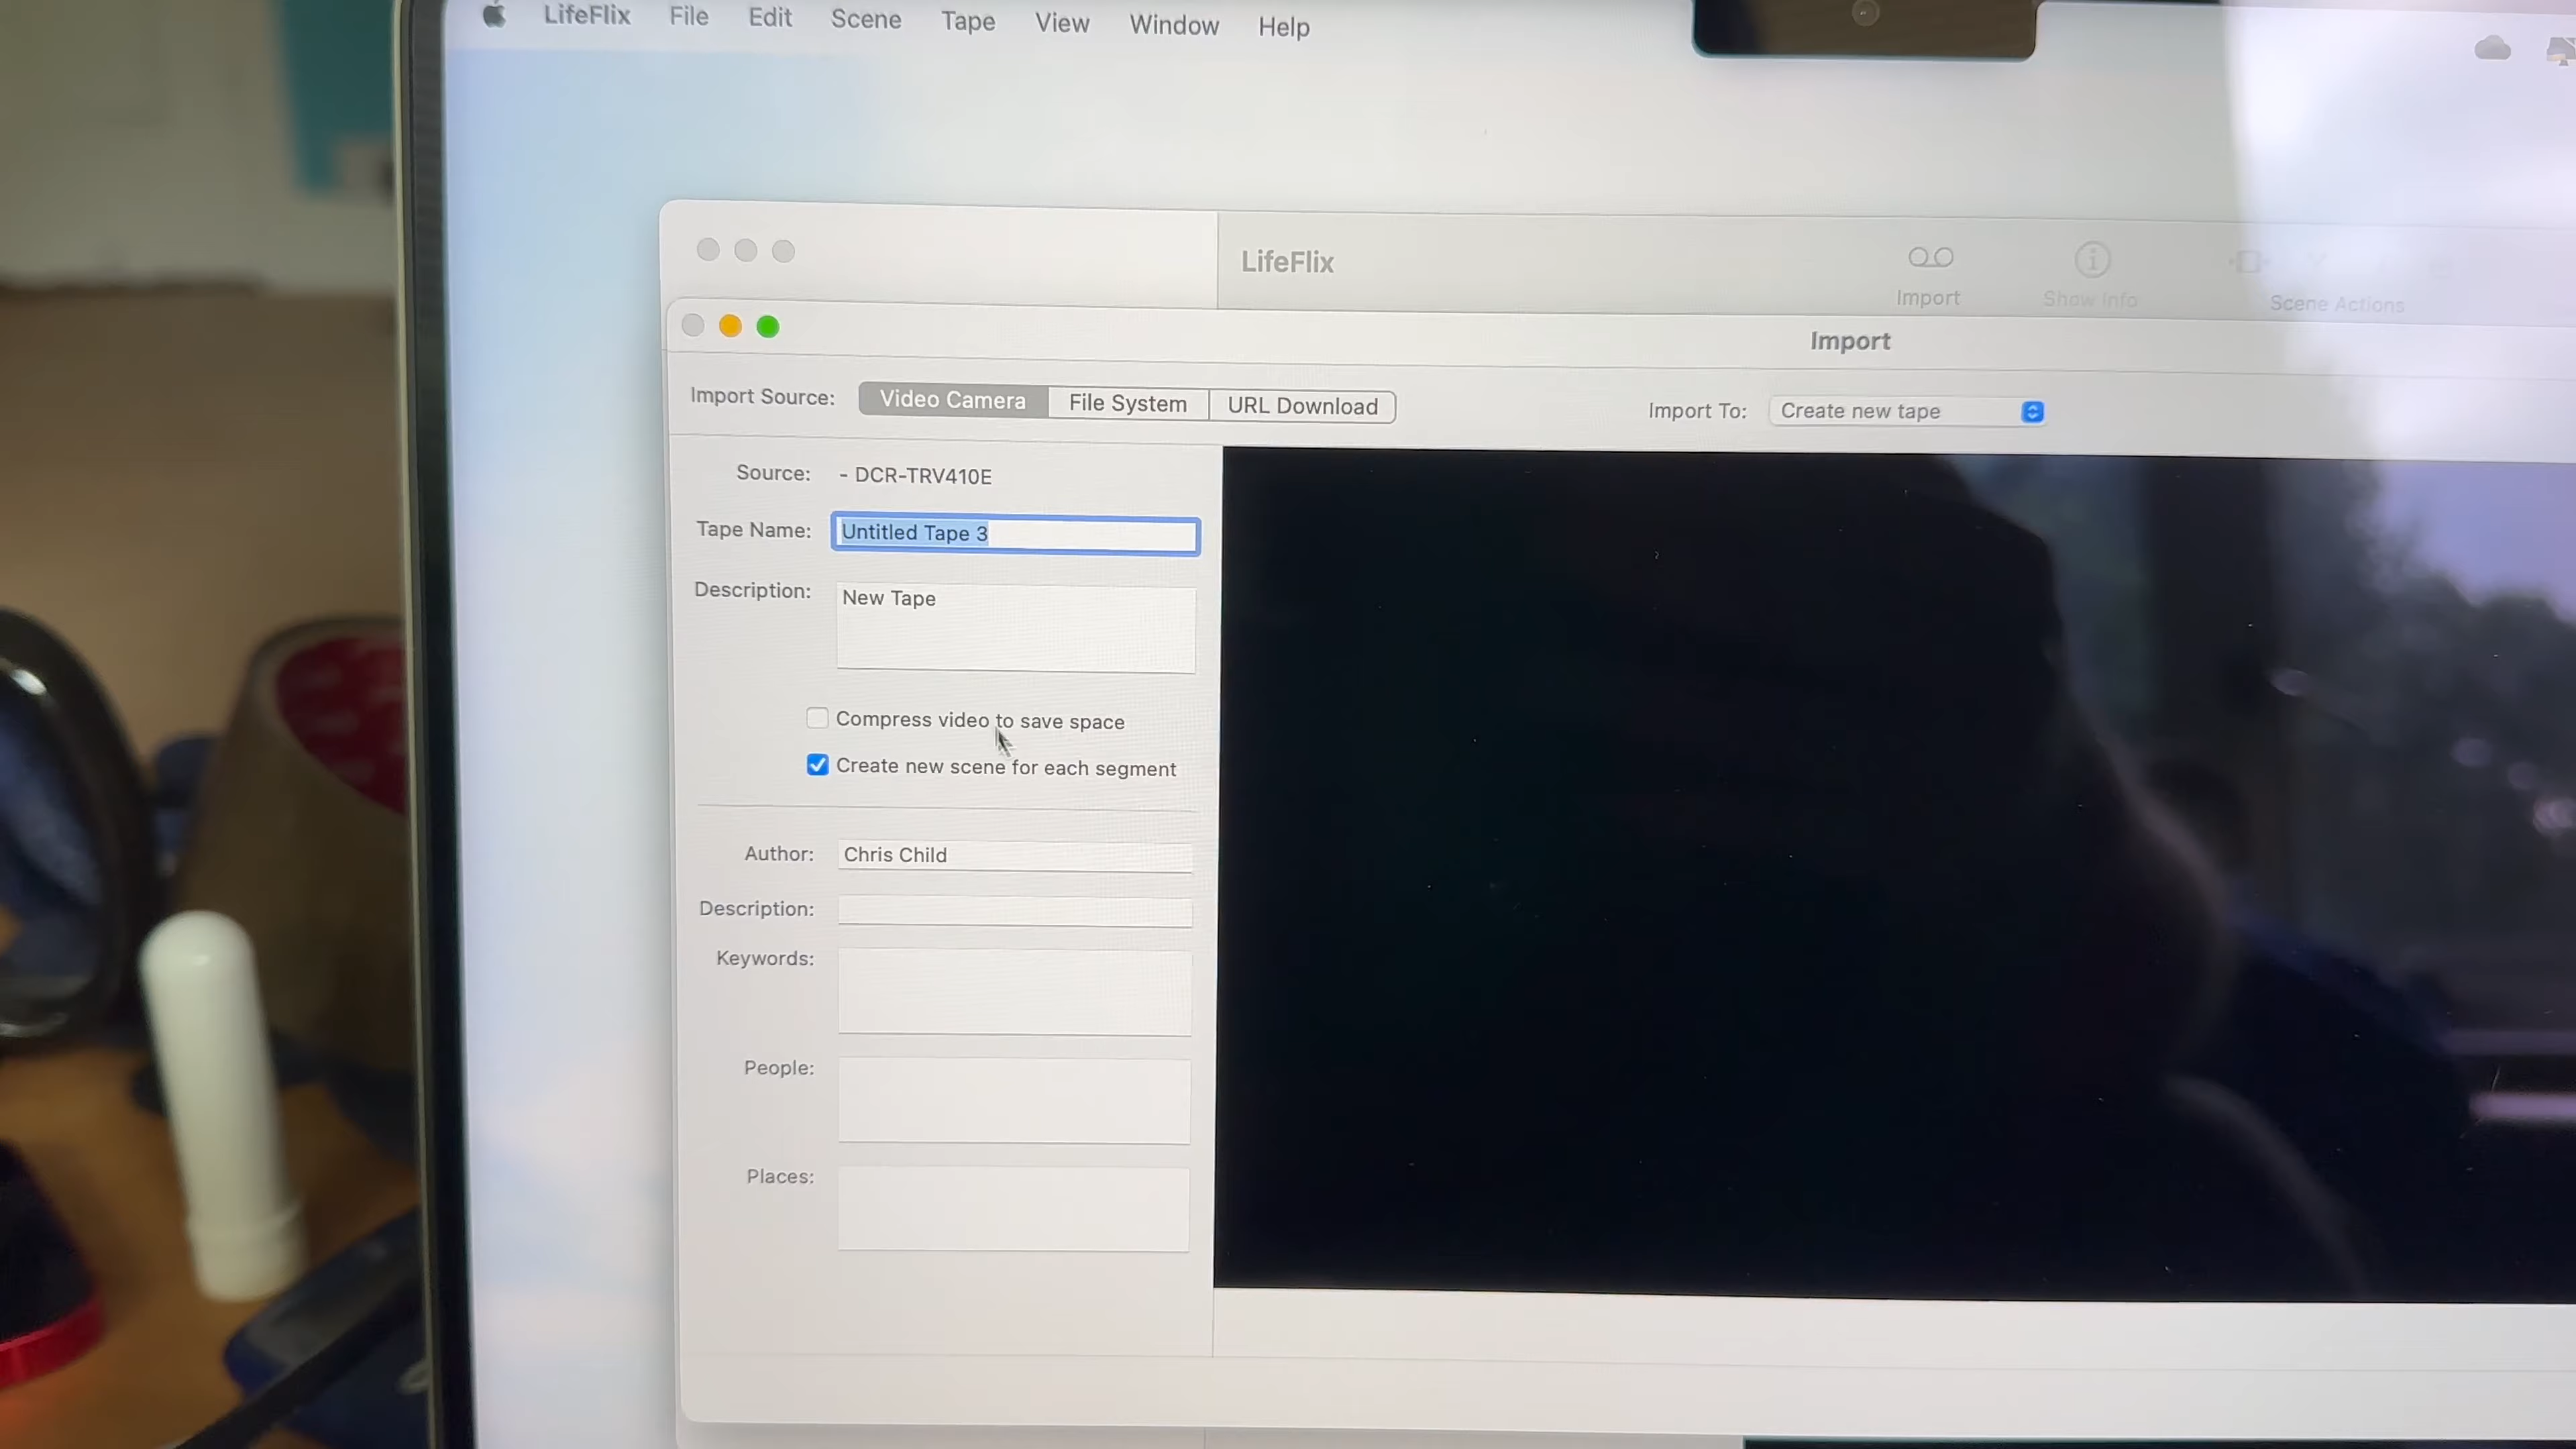 LifeFlix File Edit Scene Tape View Window Help
LifeFlix
Import Show Info Scene Actions
Import
Import Source: Video Camera File System URL Download Import To: Create new tape
Source: - DCR-TRV410E
Tape Name: Untitled Tape 3
Description: New Tape
Compress video to save space
Create new scene for each segment
Author: Chris Child
Description:
Keywords:
People:
Places: